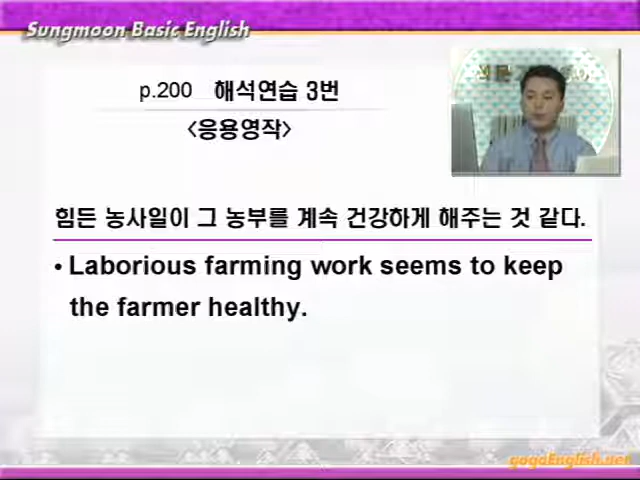 Sungmoon Basic English
p.200 해석연습 3번
<응용영작>
힘든 농사일이 그 농부를 계속 건강하게 해주는 것 같다.
• Laborious farming work seems to keep
the farmer healthy.
gogoEnglish.net